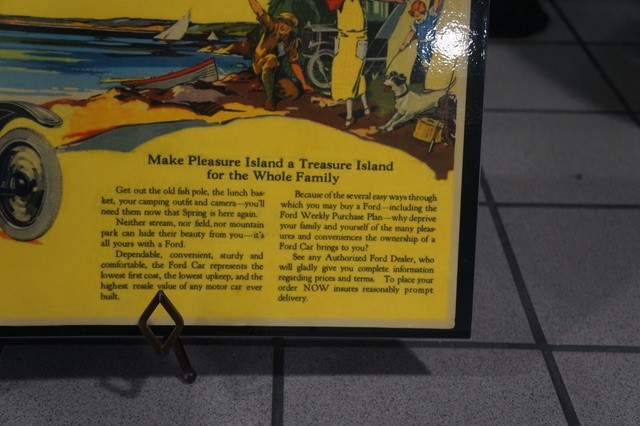 Make Pleasure Island a Treasure Island
for the Whole Family
Get out the old fish pole, the lunch bas-
ket, your camping outfit and camera—you'll
need them now that Spring is here again.
Neither stream, nor field, nor mountain
park can hide their beauty from you—it's
all yours with a Ford.
Dependable, convenient, sturdy and
comfortable, the Ford Car represents the
lowest first cost, the lowest upkeep, and the
highest resale value of any motor car ever
built.
Because of the several easy ways through
which you may buy a Ford—including the
Ford Weekly Purchase Plan—why deprive
your family and yourself of the many pleas-
ures and conveniences the ownership of a
Ford Car brings to you?
See any Authorized Ford Dealer, who
will gladly give you complete information
regarding prices and terms. To place your
order NOW insures reasonably prompt
delivery.